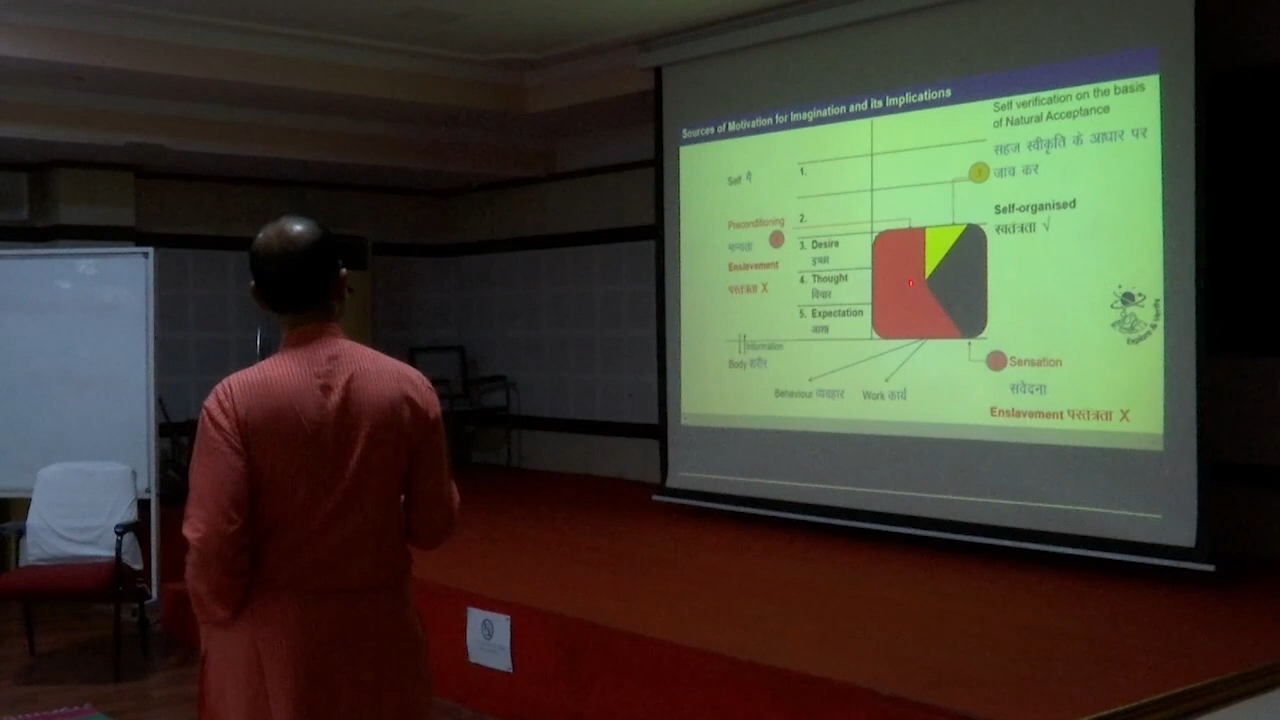 Sources of Motivation for Imagination and its Implications
Self verification on the basis
of Natural Acceptance
सहज स्वीकृति के आधार पर
जाच कर
Self मैं
1.
Self-organised
स्वतंत्रता √
Preconditioning
मान्यता
2.
3. Desire
इच्छा
Enslavement
परतंत्रता X
4. Thought
विचार
5. Expectation
आशा
Information
Body शरीर
Sensation
संवेदना
Behaviour व्यवहार
Work कार्य
Enslavement परतंत्रता X
Explore & Verify